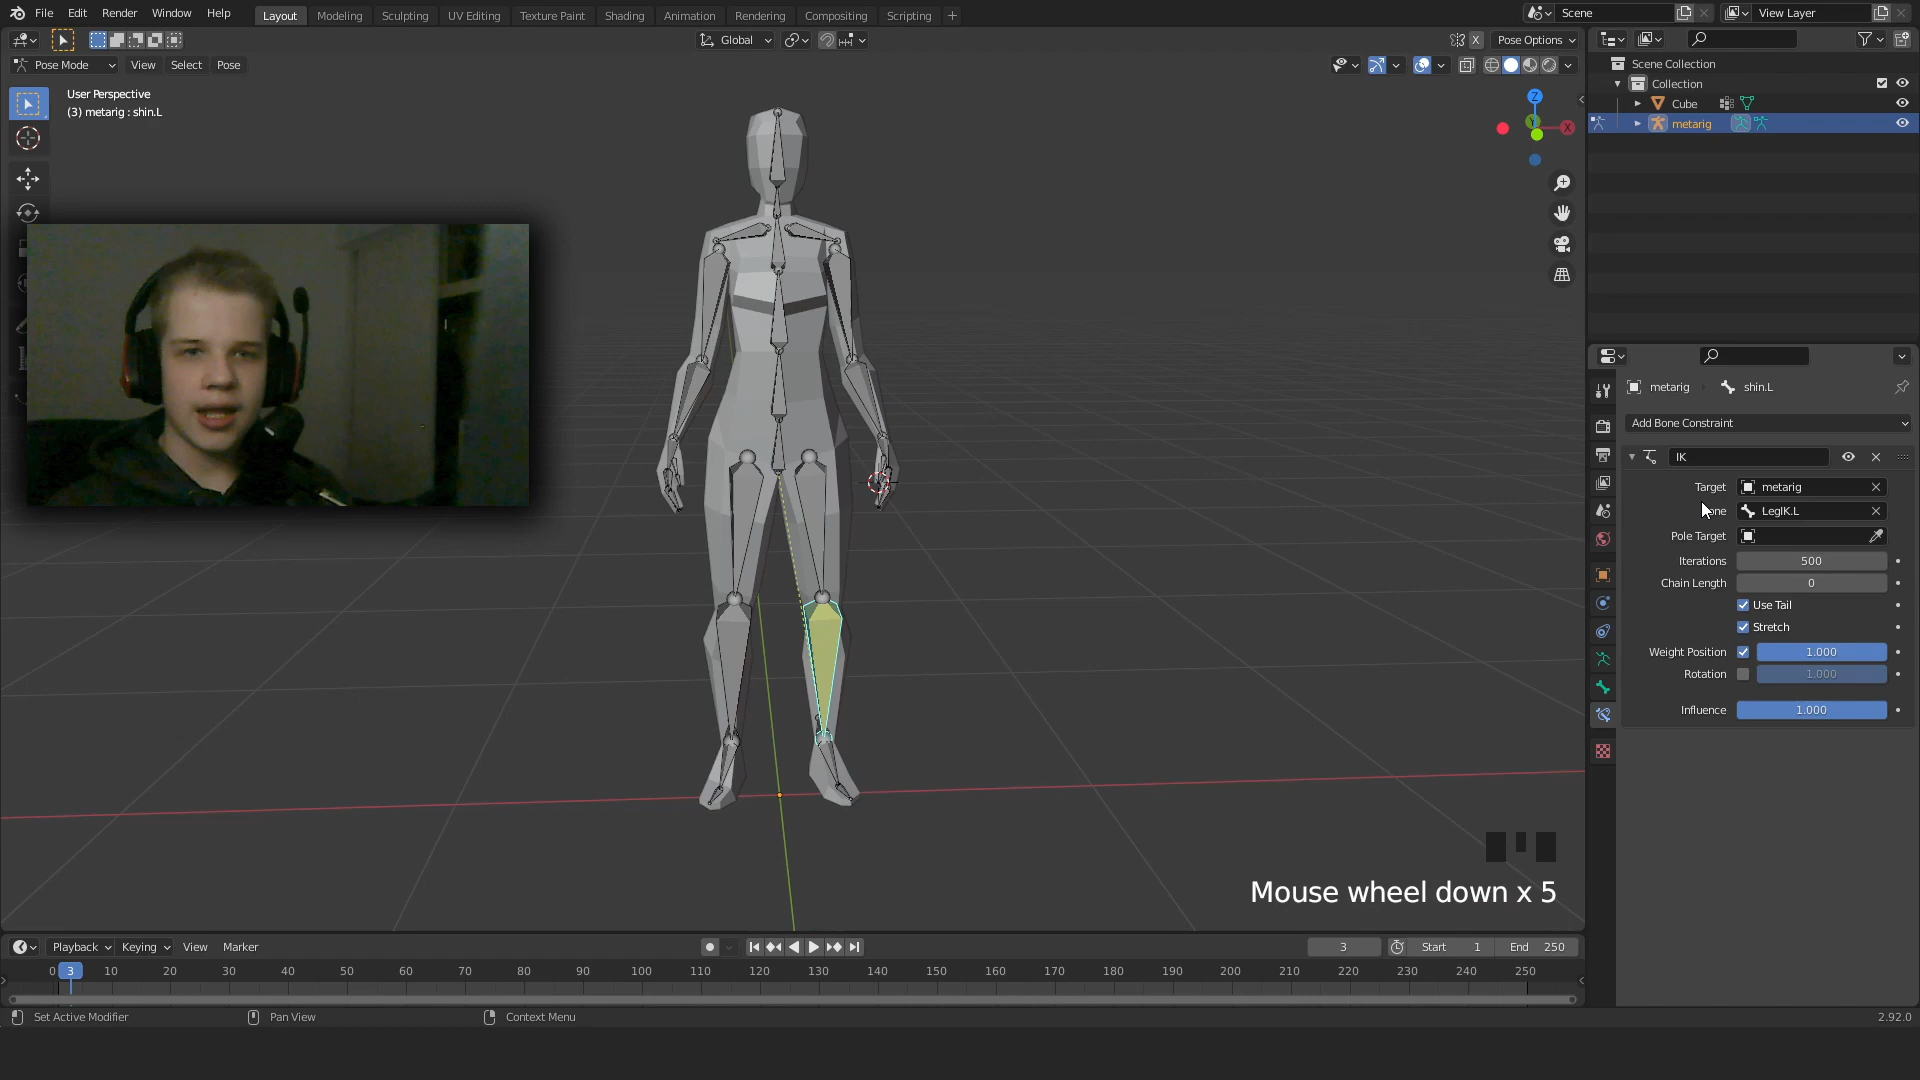 File Edit Render Window Help Layout Modeling Sculpting UV Editing Texture Paint Shading Animation Rendering Compositing Scripting + Scene View Layer
Global X Pose Options
Pose Mode View Select Pose
User Perspective
(3) metarig : shin.L
Z
X
Scene Collection
Collection
Cube
metarig
metarig shin.L
Add Bone Constraint
IK
Target metarig
LegIK.L
Pole Target
Iterations 500
Chain Length 0
Use Tail
Stretch
Weight Position 1.000
Rotation 1.000
Influence 1.000
Mouse wheel down x 5
Playback Keying View Marker 3 Start 1 End 250
0 3 10 20 30 40 50 60 70 80 90 100 110 120 130 140 150 160 170 180 190 200 210 220 230 240 250
Set Active Modifier Pan View Context Menu 2.92.0